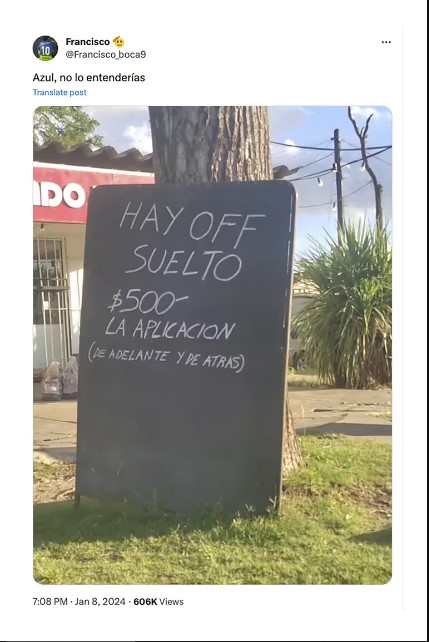 Francisco 🫡
@Francisco_boca9
Azul, no lo entenderías
Translate post
10
HAY OFF
SUELTO
$500-
LA APLICACION
(DE ADELANTE Y DE ATRAS)
7:08 PM · Jan 8, 2024 · 606K Views